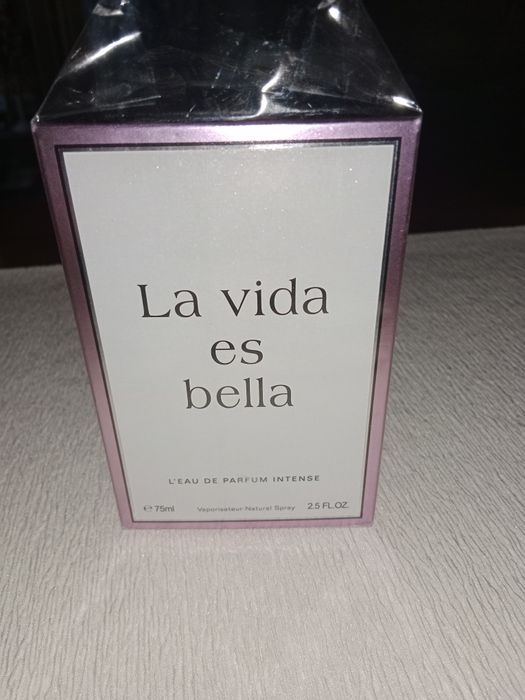 La vida
es
bella
L'EAU DE PARFUM INTENSE
℮ 75ml Vaporisateur Natural Spray 2.5 FL.OZ.